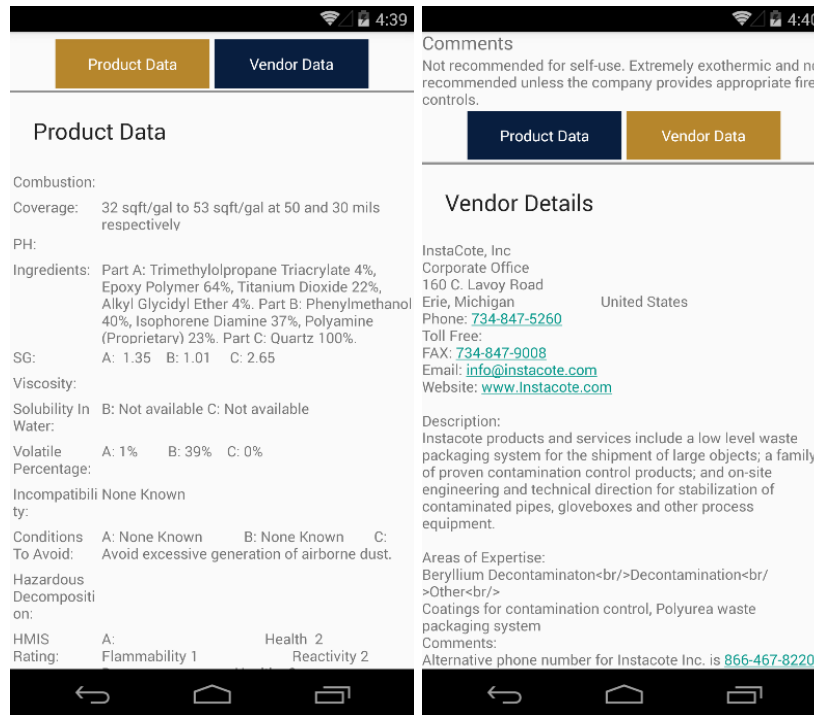 4:39
Product Data
Vendor Data
Product Data
Combustion:
Coverage: 32 sqft/gal to 53 sqft/gal at 50 and 30 mils
respectively
PH:
Ingredients: Part A: Trimethylolpropane Triacrylate 4%,
Epoxy Polymer 64%, Titanium Dioxide 22%,
Alkyl Glycidyl Ether 4%. Part B: Phenylmethanol
40%, Isophorene Diamine 37%, Polyamine
(Proprietary) 23%. Part C: Quartz 100%.
SG: A: 1.35 B: 1.01 C: 2.65
Viscosity:
Solubility In B: Not available C: Not available
Water:
Volatile A: 1% B: 39% C: 0%
Percentage:
Incompatibili None Known
ty:
Conditions A: None Known B: None Known C:
To Avoid: Avoid excessive generation of airborne dust.
Hazardous
Decompositi
on:
HMIS A: Health 2
Rating: Flammability 1 Reactivity 2
4:40
Comments
Not recommended for self-use. Extremely exothermic and no
recommended unless the company provides appropriate fire
controls.
Product Data
Vendor Data
Vendor Details
InstaCote, Inc
Corporate Office
160 C. Lavoy Road
Erie, Michigan United States
Phone: 734-847-5260
Toll Free:
FAX: 734-847-9008
Email: info@instacote.com
Website: www.Instacote.com
Description:
Instacote products and services include a low level waste
packaging system for the shipment of large objects; a family
of proven contamination control products; and on-site
engineering and technical direction for stabilization of
contaminated pipes, gloveboxes and other process
equipment.
Areas of Expertise:
Beryllium Decontaminaton<br/>Decontamination<br/
>Other<br/>
Coatings for contamination control, Polyurea waste
packaging system
Comments:
Alternative phone number for Instacote Inc. is 866-467-8220